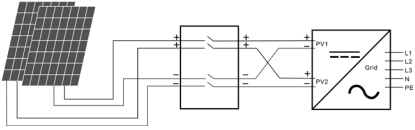 + + +
+ + −
PV1
L1
L2
Grid
L3
− − +
PV2
N
− − −
PE